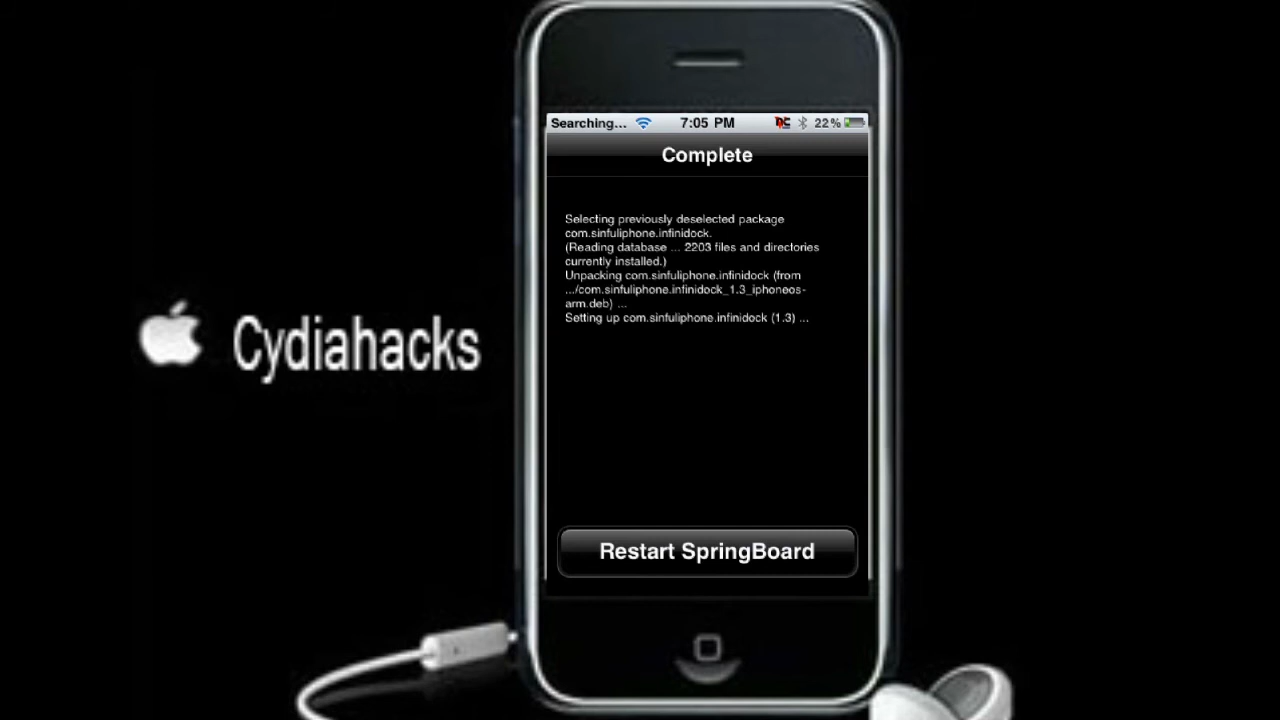 Searching... 7:05 PM 22%
Complete
Selecting previously deselected package
com.sinfuliphone.infinidock.
(Reading database ... 2203 files and directories
currently installed.)
Unpacking com.sinfuliphone.infinidock (from
.../com.sinfuliphone.infinidock_1.3_iphoneos-
arm.deb) ...
Setting up com.sinfuliphone.infinidock (1.3) ...
Cydiahacks
Restart SpringBoard